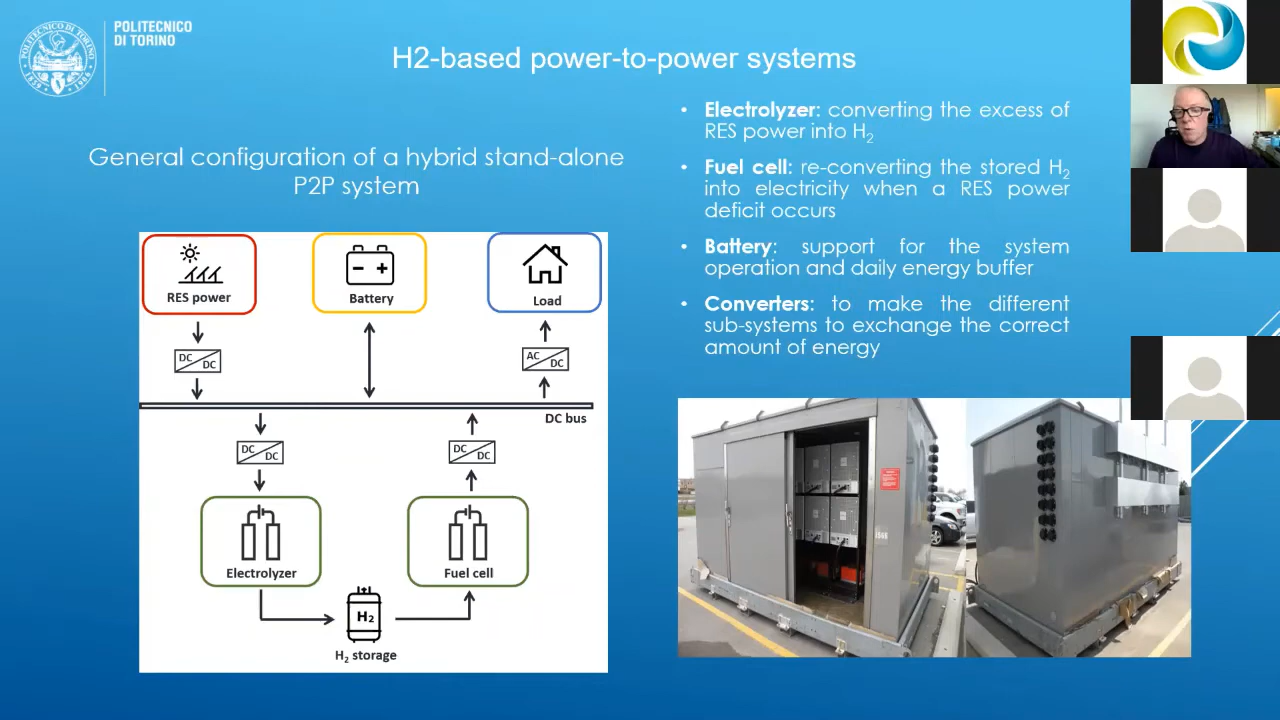 POLITECNICO
DI TORINO
H2-based power-to-power systems
General configuration of a hybrid stand-alone
P2P system
RES power
Battery
Load
DC
DC
AC
DC
DC bus
DC
DC
DC
DC
Electrolyzer
Fuel cell
H₂
H₂ storage
• Electrolyzer: converting the excess of
RES power into H₂
• Fuel cell: re-converting the stored H₂
into electricity when a RES power
deficit occurs
• Battery: support for the system
operation and daily energy buffer
• Converters: to make the different
sub-systems to exchange the correct
amount of energy